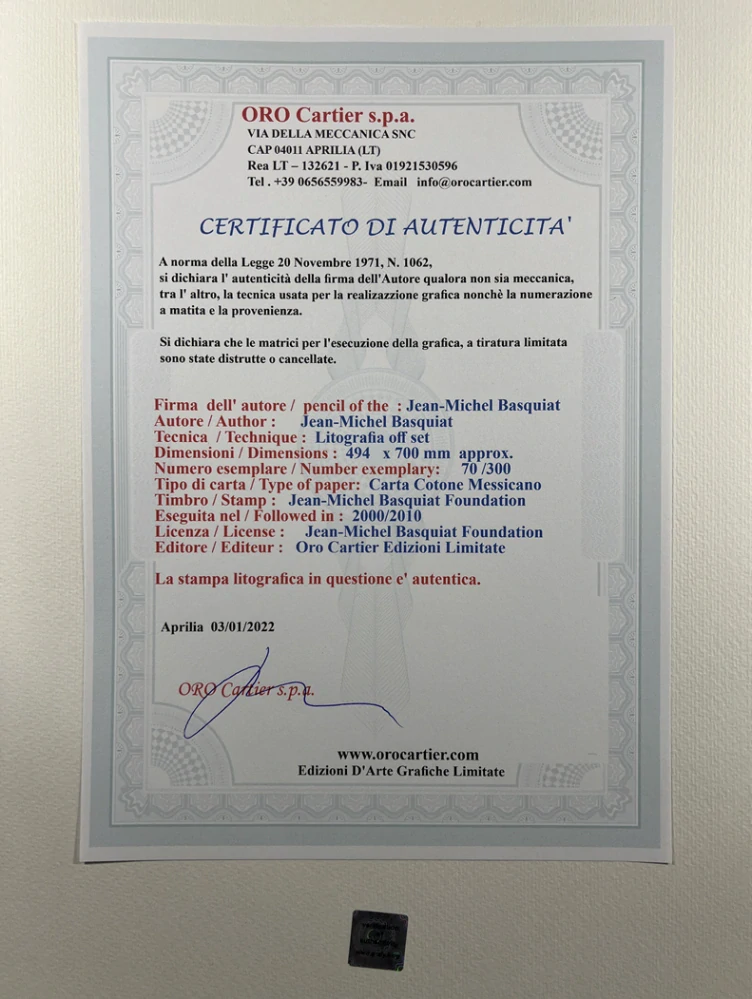 ORO Cartier s.p.a.
VIA DELLA MECCANICA SNC
CAP 04011 APRILIA (LT)
Rea LT – 132621 - P. Iva 01921530596
Tel . +39 0656559983- Email info@orocartier.com
CERTIFICATO DI AUTENTICITA'
A norma della Legge 20 Novembre 1971, N. 1062,
si dichiara l' autenticità della firma dell'Autore qualora non sia meccanica,
tra l' altro, la tecnica usata per la realizazzione grafica nonchè la numerazione
a matita e la provenienza.
Si dichiara che le matrici per l'esecuzione della grafica, a tiratura limitata
sono state distrutte o cancellate.
Firma dell' autore / pencil of the : Jean-Michel Basquiat
Autore / Author : Jean-Michel Basquiat
Tecnica / Technique : Litografia off set
Dimensioni / Dimensions : 494 x 700 mm approx.
Numero esemplare / Number exemplary: 70 /300
Tipo di carta / Type of paper: Carta Cotone Messicano
Timbro / Stamp : Jean-Michel Basquiat Foundation
Eseguita nel / Followed in : 2000/2010
Licenza / License : Jean-Michel Basquiat Foundation
Editore / Editeur : Oro Cartier Edizioni Limitate
La stampa litografica in questione e' autentica.
Aprilia 03/01/2022
ORO Cartier s.p.a.
www.orocartier.com
Edizioni D'Arte Grafiche Limitate